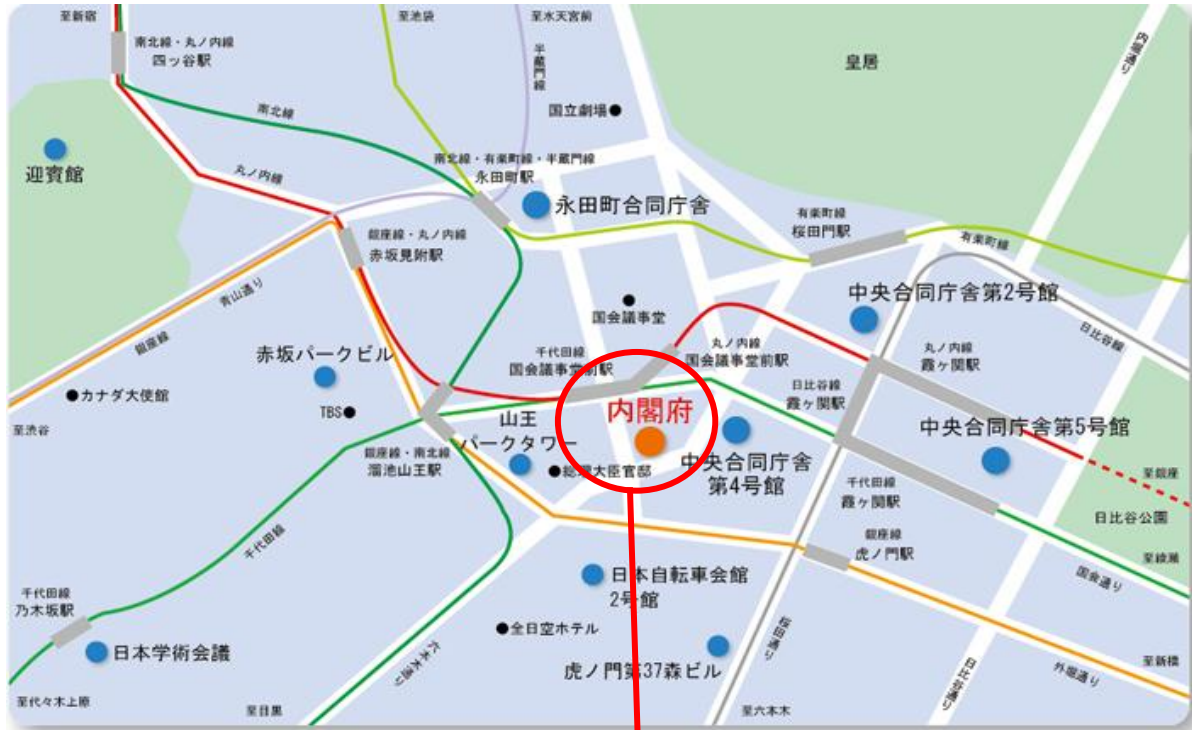 至新宿
至池袋
至水天宮前
内堀通り
南北線・丸ノ内線
四ッ谷駅
半蔵門線
皇居
国立劇場●
南北線
迎賓館
丸ノ内線
南北線・有楽町線・半蔵門線
永田町駅
永田町合同庁舎
有楽町線
桜田門駅
有楽町線
銀座線・丸ノ内線
赤坂見附駅
青山通り
銀座線
●
国会議事堂
中央合同庁舎第2号館
日比谷線
赤坂パークビル
千代田線
国会議事堂前駅
丸ノ内線
国会議事堂前駅
丸ノ内線
霞ヶ関駅
日比谷線
霞ヶ関駅
●カナダ大使館
TBS●
至渋谷
山王
パークタワー
内閣府
中央合同庁舎
第4号館
中央合同庁舎第5号館
銀座線・南北線
溜池山王駅
●総理大臣官邸
至銀座
千代田線
霞ヶ関駅
日比谷公園
銀座線
虎ノ門駅
至綾瀬
千代田線
国会通り
千代田線
乃木坂駅
日本自転車会館
2号館
●全日空ホテル
日本学術会議
六本木通り
虎ノ門第37森ビル
桜田通り
日比谷通り
外堀通り
至新橋
至代々木上原
至目黒
至六本木